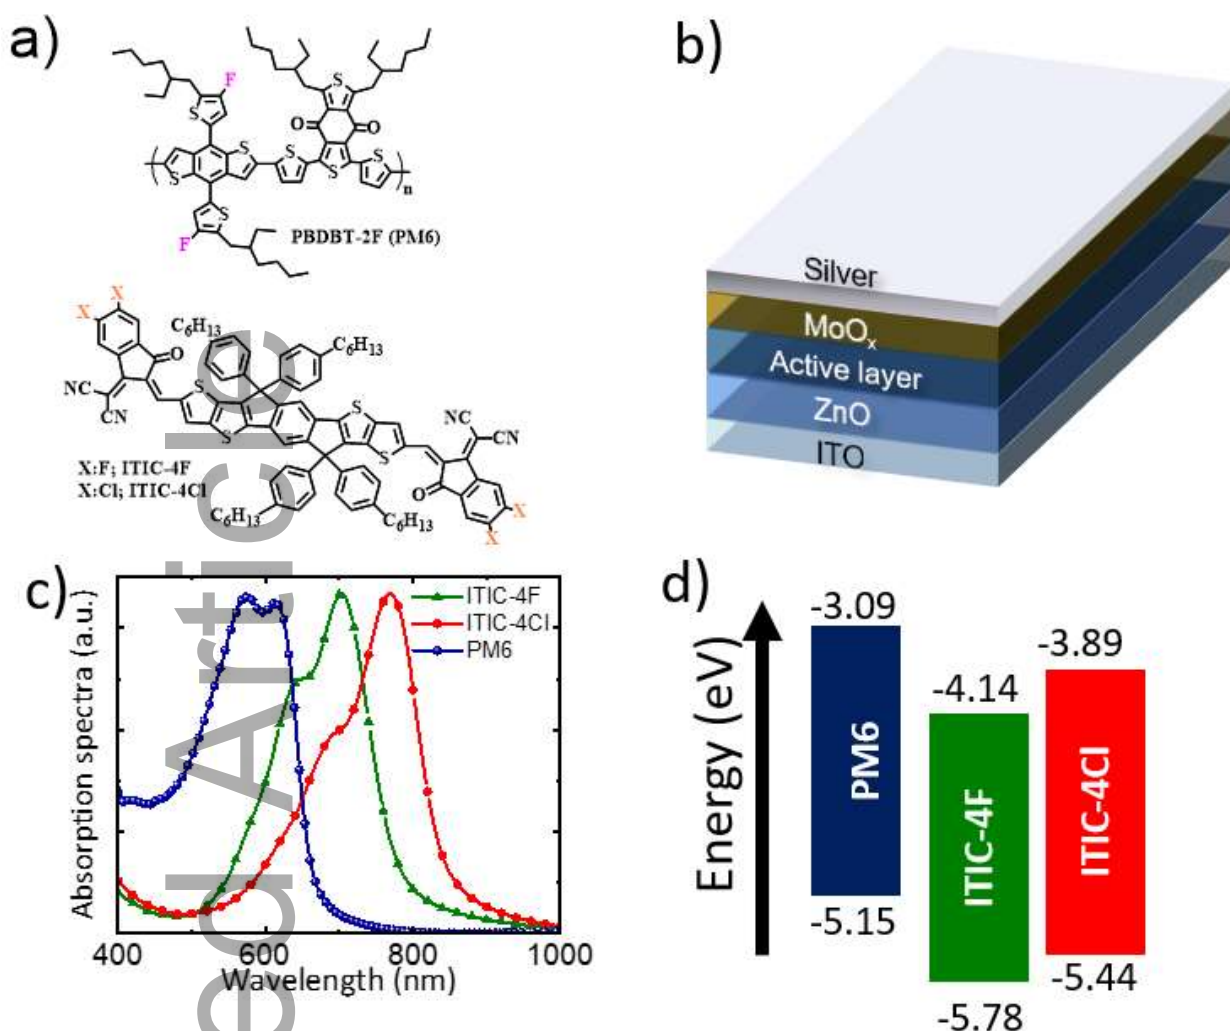 a)
F
S
S
S
O
O
S
S
S
S
S
S
F
n
PBDBT-2F (PM6)
X
X
O
NC
CN
C6H13
C6H13
S
S
S
S
NC
CN
O
X:F; ITIC-4F
X:Cl; ITIC-4Cl
C6H13
C6H13
X
X
b)
Silver
MoOx
Active layer
ZnO
ITO
c)
Absorption spectra (a.u.)
ITIC-4F
ITIC-4Cl
PM6
400
600
800
1000
Wavelength (nm)
d)
Energy (eV)
-3.09
PM6
-5.15
-4.14
ITIC-4F
-5.78
-3.89
ITIC-4Cl
-5.44
ed Article